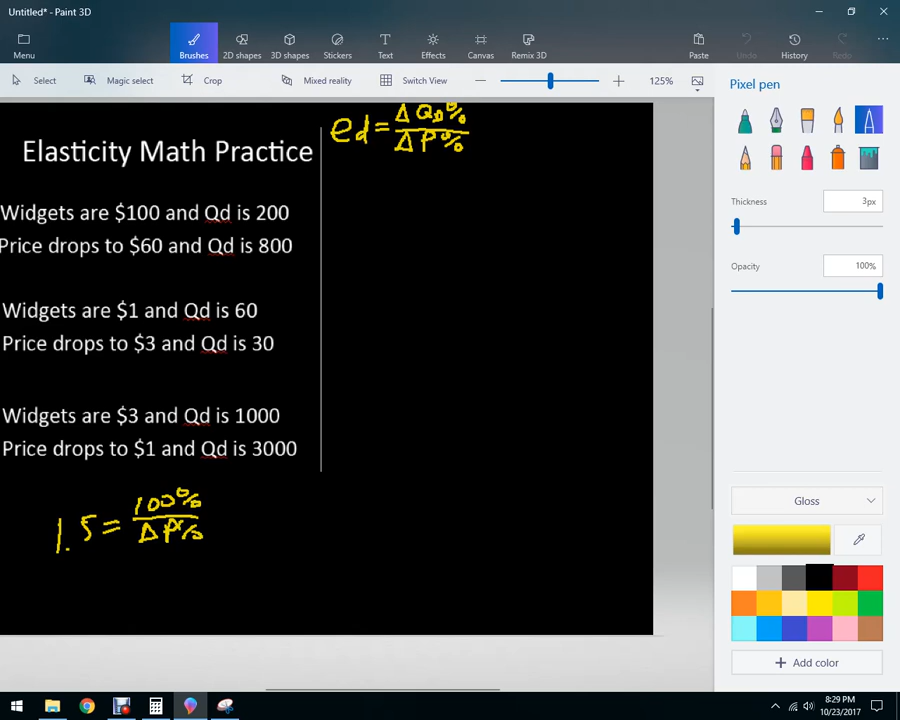 Untitled* - Paint 3D
Menu
Brushes
2D shapes
3D shapes
Stickers
Text
Effects
Canvas
Remix 3D
Paste
Undo
History
Redo
Select
Magic select
Crop
Mixed reality
Switch View
125%
Pixel pen
Thickness
3px
Opacity
100%
Gloss
Add color
Elasticity Math Practice
ed = ΔQD% / ΔP%
Widgets are $100 and Qd is 200
Price drops to $60 and Qd is 800
Widgets are $1 and Qd is 60
Price drops to $3 and Qd is 30
Widgets are $3 and Qd is 1000
Price drops to $1 and Qd is 3000
1.5 = 100% / ΔP%
8:29 PM
10/23/2017